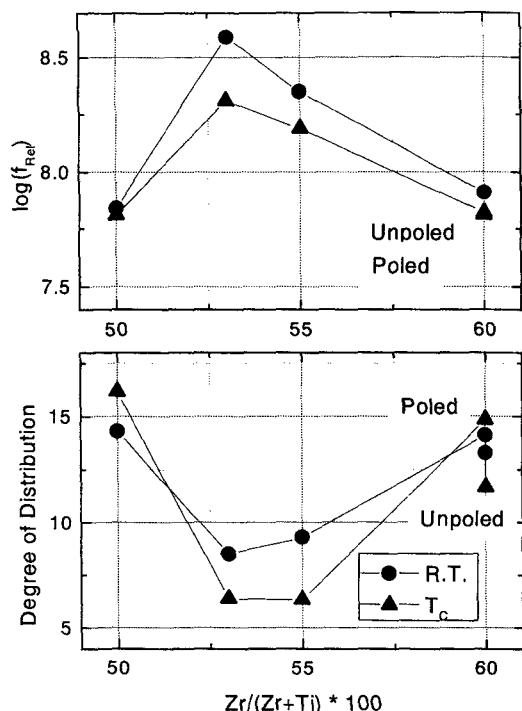 8.5
log(f_Rel)
8.0
Unpoled
Poled
7.5
50 55 60
15
Poled
Degree of Distribution
10
Unpoled
R.T.
T_C
5
50 55 60
Zr/(Zr+Ti) * 100